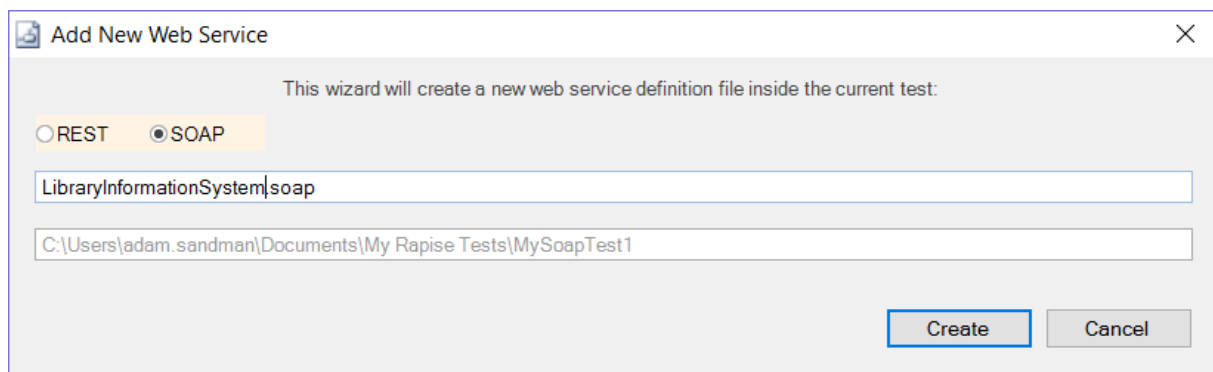 Add New Web Service
This wizard will create a new web service definition file inside the current test:
REST SOAP
LibraryInformationSystem.soap
C:\Users\adam.sandman\Documents\My Rapise Tests\MySoapTest1
Create Cancel